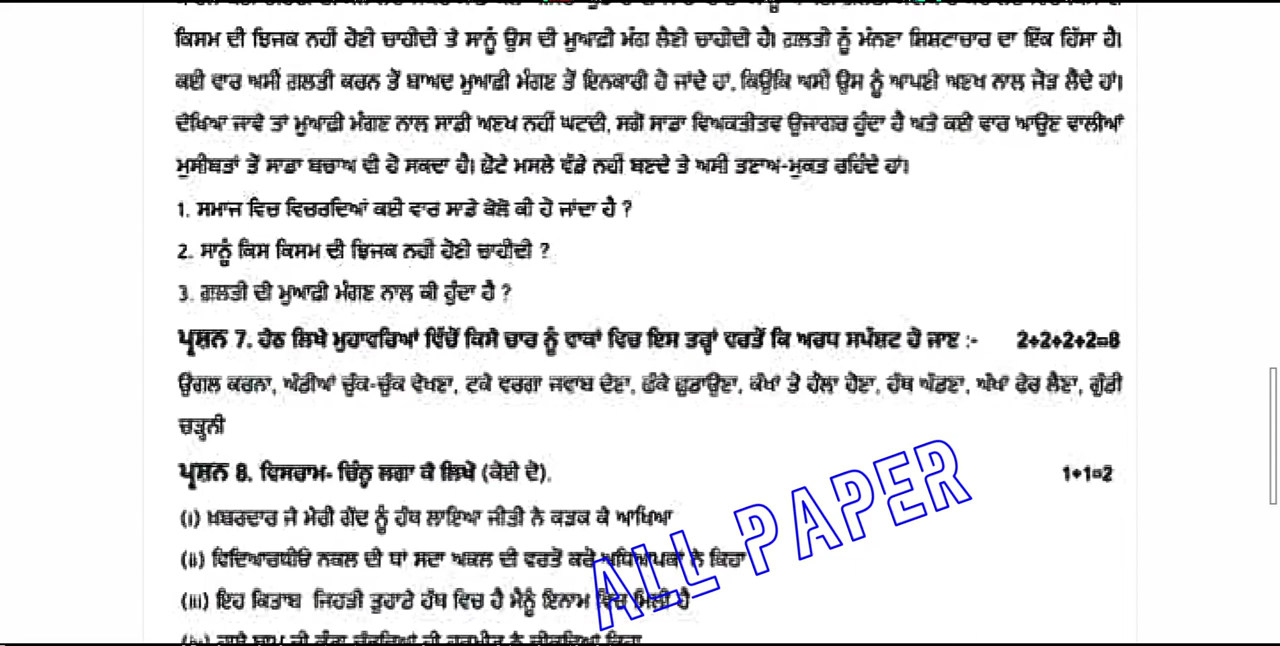 ਕਿਸਮ ਦੀ ਝਿਜਕ ਨਹੀਂ ਹੋਣੀ ਚਾਹੀਦੀ ਤੇ ਸਾਨੂੰ ਉਸ ਦੀ ਮੁਆਫ਼ੀ ਮੰਗ ਲੈਣੀ ਚਾਹੀਦੀ ਹੈ। ਗ਼ਲਤੀ ਨੂੰ ਮੰਨਣਾ ਸ਼ਿਸ਼ਟਾਚਾਰ ਦਾ ਇੱਕ ਹਿੱਸਾ ਹੈ।
ਕਈ ਵਾਰ ਅਸੀਂ ਗ਼ਲਤੀ ਕਰਨ ਤੋਂ ਬਾਅਦ ਮੁਆਫ਼ੀ ਮੰਗਣ ਤੋਂ ਇਨਕਾਰੀ ਹੋ ਜਾਂਦੇ ਹਾਂ, ਕਿਉਂਕਿ ਅਸੀਂ ਉਸ ਨੂੰ ਆਪਣੀ ਅਣਖ ਨਾਲ ਜੋੜ ਲੈਂਦੇ ਹਾਂ।
ਦੇਖਿਆ ਜਾਵੇ ਤਾਂ ਮੁਆਫ਼ੀ ਮੰਗਣ ਨਾਲ ਸਾਡੀ ਅਣਖ ਨਹੀਂ ਘਟਦੀ, ਸਗੋਂ ਸਾਡਾ ਵਿਅਕਤੀਤਵ ਉਜਾਗਰ ਹੁੰਦਾ ਹੈ ਅਤੇ ਕਈ ਵਾਰ ਆਉਣ ਵਾਲੀਆਂ
ਮੁਸੀਬਤਾਂ ਤੋਂ ਸਾਡਾ ਬਚਾਅ ਵੀ ਹੋ ਸਕਦਾ ਹੈ। ਛੋਟੇ ਮਸਲੇ ਵੱਡੇ ਨਹੀਂ ਬਣਦੇ ਤੇ ਅਸੀਂ ਤਣਾਅ-ਮੁਕਤ ਰਹਿੰਦੇ ਹਾਂ।
1. ਸਮਾਜ ਵਿਚ ਵਿਚਰਦਿਆਂ ਕਈ ਵਾਰ ਸਾਡੇ ਕੋਲੋਂ ਕੀ ਹੋ ਜਾਂਦਾ ਹੈ ?
2. ਸਾਨੂੰ ਕਿਸ ਕਿਸਮ ਦੀ ਝਿਜਕ ਨਹੀਂ ਹੋਣੀ ਚਾਹੀਦੀ ?
3. ਗ਼ਲਤੀ ਦੀ ਮੁਆਫ਼ੀ ਮੰਗਣ ਨਾਲ ਕੀ ਹੁੰਦਾ ਹੈ ?
ਪ੍ਰਸ਼ਨ 7. ਹੇਠ ਲਿਖੇ ਮੁਹਾਵਰਿਆਂ ਵਿੱਚੋਂ ਕਿਸੇ ਚਾਰ ਨੂੰ ਵਾਕਾਂ ਵਿਚ ਇਸ ਤਰ੍ਹਾਂ ਵਰਤੋਂ ਕਿ ਅਰਥ ਸਪੱਸ਼ਟ ਹੋ ਜਾਣ :- 2+2+2+2=8
ਉਂਗਲ ਕਰਨਾ, ਅੱਡੀਆਂ ਚੁੱਕ-ਚੁੱਕ ਵੇਖਣਾ, ਟਕੇ ਵਰਗਾ ਜਵਾਬ ਦੇਣਾ, ਛੱਕੇ ਛੁਡਾਉਣਾ, ਕੱਖਾਂ ਤੋਂ ਹੌਲਾ ਹੋਣਾ, ਹੱਥ ਅੱਡਣਾ, ਅੱਖਾਂ ਫੇਰ ਲੈਣਾ, ਗੁੱਡੀ
ਚੜ੍ਹਨੀ
ਪ੍ਰਸ਼ਨ 8. ਵਿਸਰਾਮ- ਚਿੰਨ੍ਹ ਲਗਾ ਕੇ ਲਿਖੋ (ਕੋਈ ਦੋ). 1+1=2
(i) ਖ਼ਬਰਦਾਰ ਜੇ ਮੇਰੀ ਗੇਂਦ ਨੂੰ ਹੱਥ ਲਾਇਆ ਜੀਤੀ ਨੇ ਕੜਕ ਕੇ ਆਖਿਆ
(ii) ਵਿਦਿਆਰਥੀਓ ਨਕਲ ਦੀ ਥਾਂ ਸਦਾ ਅਕਲ ਦੀ ਵਰਤੋਂ ਕਰੋ ਅਧਿਆਪਕਾਂ ਨੇ ਕਿਹਾ
(iii) ਇਹ ਕਿਤਾਬ ਜਿਹੜੀ ਤੁਹਾਡੇ ਹੱਥ ਵਿਚ ਹੈ ਮੈਨੂੰ ਇਨਾਮ ਵਿਚ ਮਿਲੀ ਹੈ
ALL PAPER